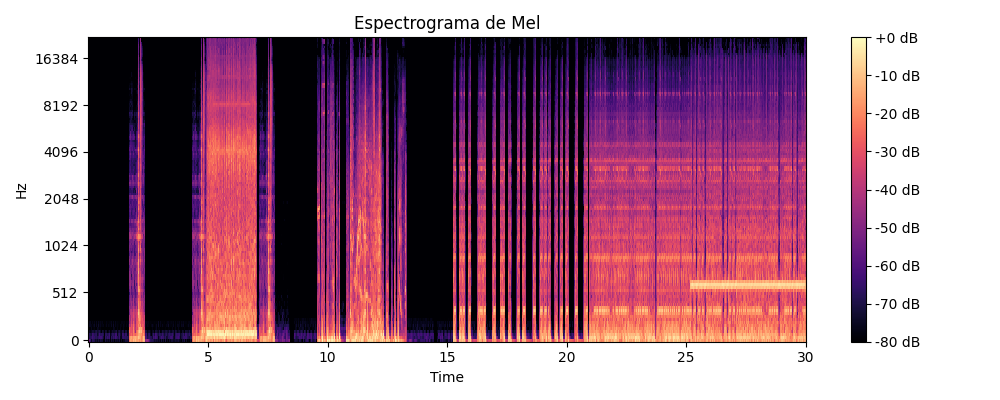 Espectrograma de Mel
Hz
16384
8192
4096
2048
1024
512
0
0 5 10 15 20 25 30
Time
+0 dB
-10 dB
-20 dB
-30 dB
-40 dB
-50 dB
-60 dB
-70 dB
-80 dB